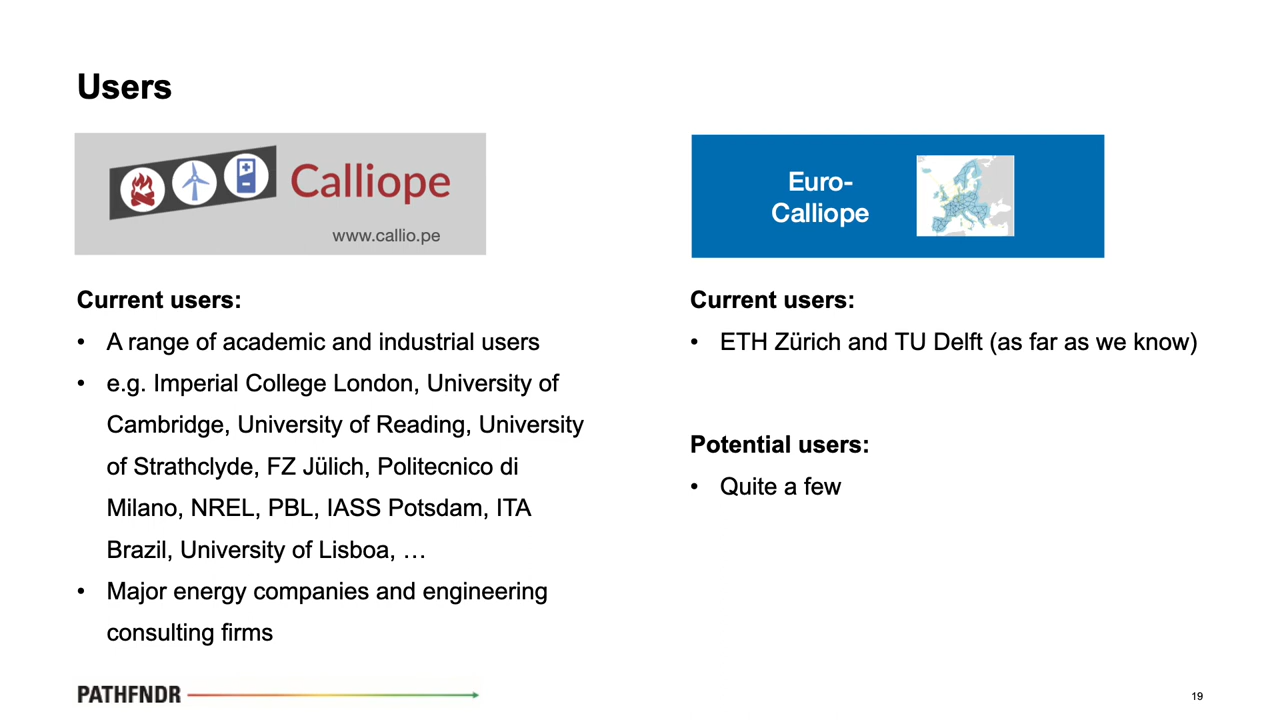 Users
Calliope
www.callio.pe
Current users:
• A range of academic and industrial users
• e.g. Imperial College London, University of
Cambridge, University of Reading, University
of Strathclyde, FZ Jülich, Politecnico di
Milano, NREL, PBL, IASS Potsdam, ITA
Brazil, University of Lisboa, …
• Major energy companies and engineering
consulting firms
Euro-
Calliope
Current users:
• ETH Zürich and TU Delft (as far as we know)
Potential users:
• Quite a few
PATHFNDR
19